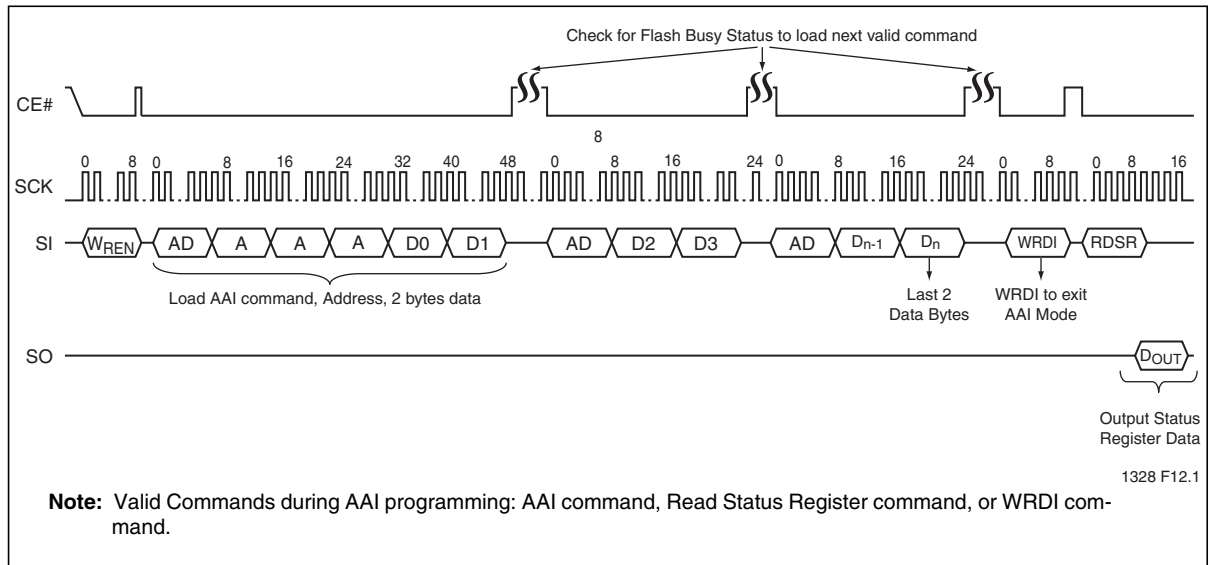 Check for Flash Busy Status to load next valid command
CE#
8
0 8 0 8 16 24 32 40 48 0 8 16 24 0 8 16 24 0 8 0 8 16
SCK
SI WREN AD A A A D0 D1 AD D2 D3 AD Dn-1 Dn WRDI RDSR
Load AAI command, Address, 2 bytes data
Last 2
Data Bytes
WRDI to exit
AAI Mode
SO DOUT
Output Status
Register Data
1328 F12.1
Note: Valid Commands during AAI programming: AAI command, Read Status Register command, or WRDI com-
mand.